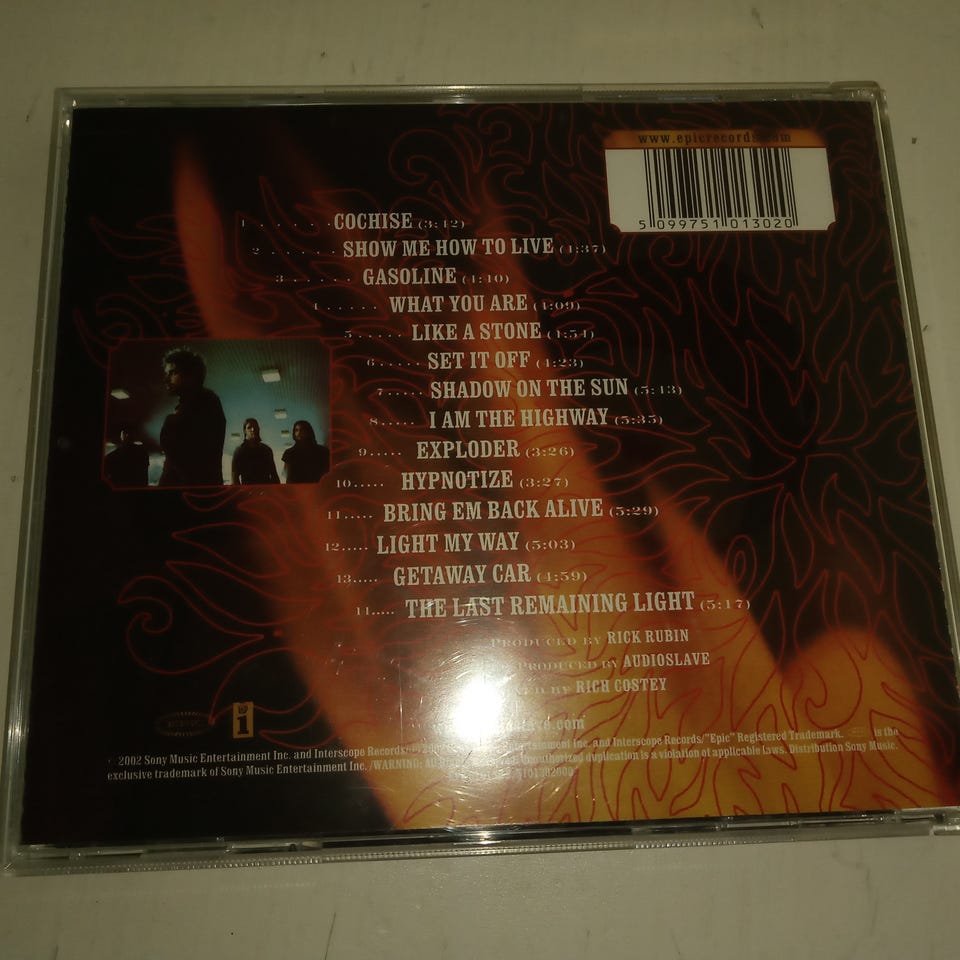 www.epicrecords.com
5 099751 013020
1 . . . . . . COCHISE (3:42)
2 . . . . . . SHOW ME HOW TO LIVE (4:37)
3 . . . . . GASOLINE (4:40)
4 . . . . . WHAT YOU ARE (4:09)
5 . . . . . LIKE A STONE (4:54)
6 . . . . . . SET IT OFF (4:23)
7 . . . . . SHADOW ON THE SUN (5:43)
8 . . . . . I AM THE HIGHWAY (5:35)
9 . . . . . EXPLODER (3:26)
10 . . . . . HYPNOTIZE (3:27)
11 . . . . . BRING EM BACK ALIVE (5:29)
12 . . . . . LIGHT MY WAY (5:03)
13 . . . . . GETAWAY CAR (4:59)
14 . . . . . THE LAST REMAINING LIGHT (5:17)
PRODUCED BY RICK RUBIN
PRODUCED BY AUDIOSLAVE
BY RICH COSTEY
.com
EPIC
© 2002 Sony Music Entertainment Inc. and Interscope Records/ Entertainment Inc. and Interscope Records/"Epic" Registered Trademark. is the
exclusive trademark of Sony Music Entertainment Inc. /WARNING: All Unauthorized duplication is a violation of applicable laws. Distribution Sony Music.